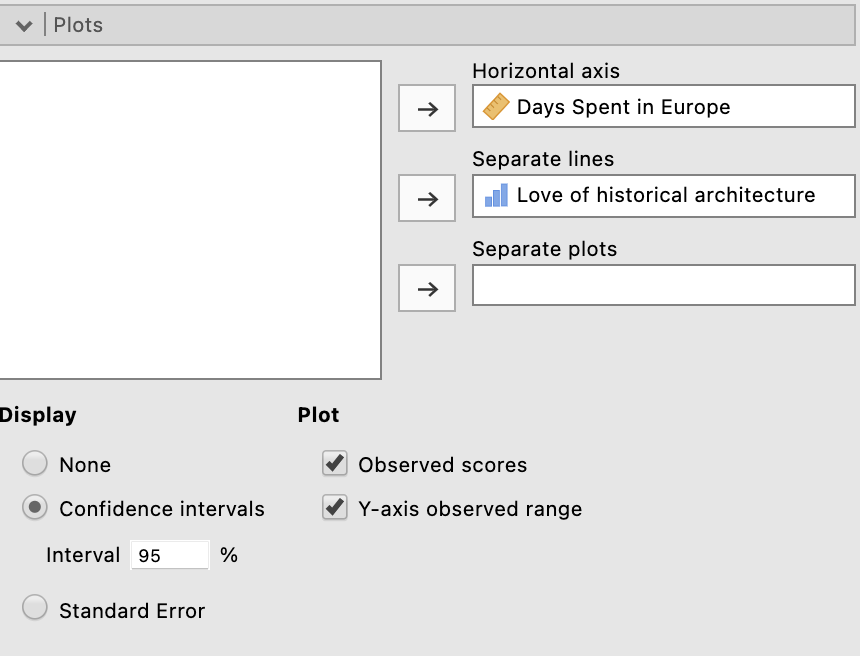 Plots
Horizontal axis
Days Spent in Europe
Separate lines
Love of historical architecture
Separate plots
Display
Plot
None
Observed scores
Confidence intervals
Y-axis observed range
Interval 95 %
Standard Error